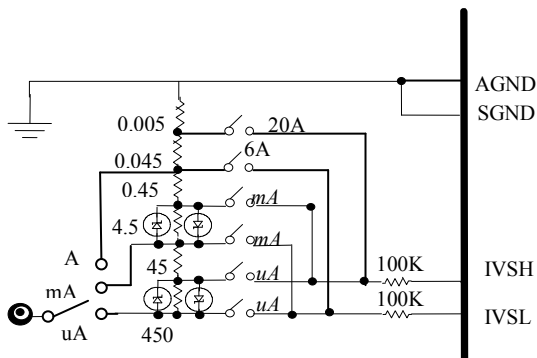 AGND
SGND
0.005
20A
0.045
6A
0.45
mA
4.5
mA
A
45
uA
100K
IVSH
mA
uA
100K
IVSL
uA
450